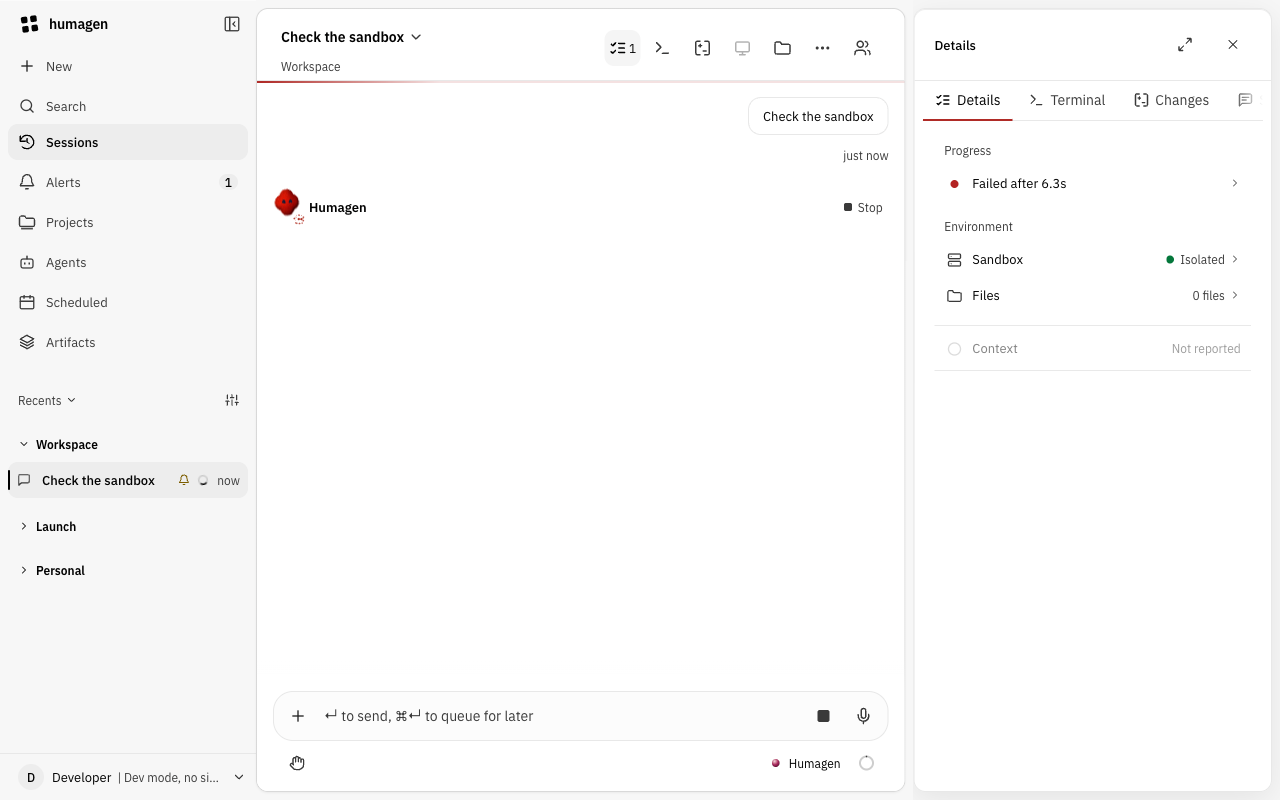 humagen
New
Search
Sessions
Alerts
1
Projects
Agents
Scheduled
Artifacts
Recents
Workspace
Check the sandbox
now
Launch
Personal
D
Developer | Dev mode, no si...
Check the sandbox
Workspace
1
Check the sandbox
just now
Humagen
Stop
↵ to send, ⌘↵ to queue for later
Humagen
Details
Details
Terminal
Changes
Progress
Failed after 6.3s
Environment
Sandbox
Isolated
Files
0 files
Context
Not reported